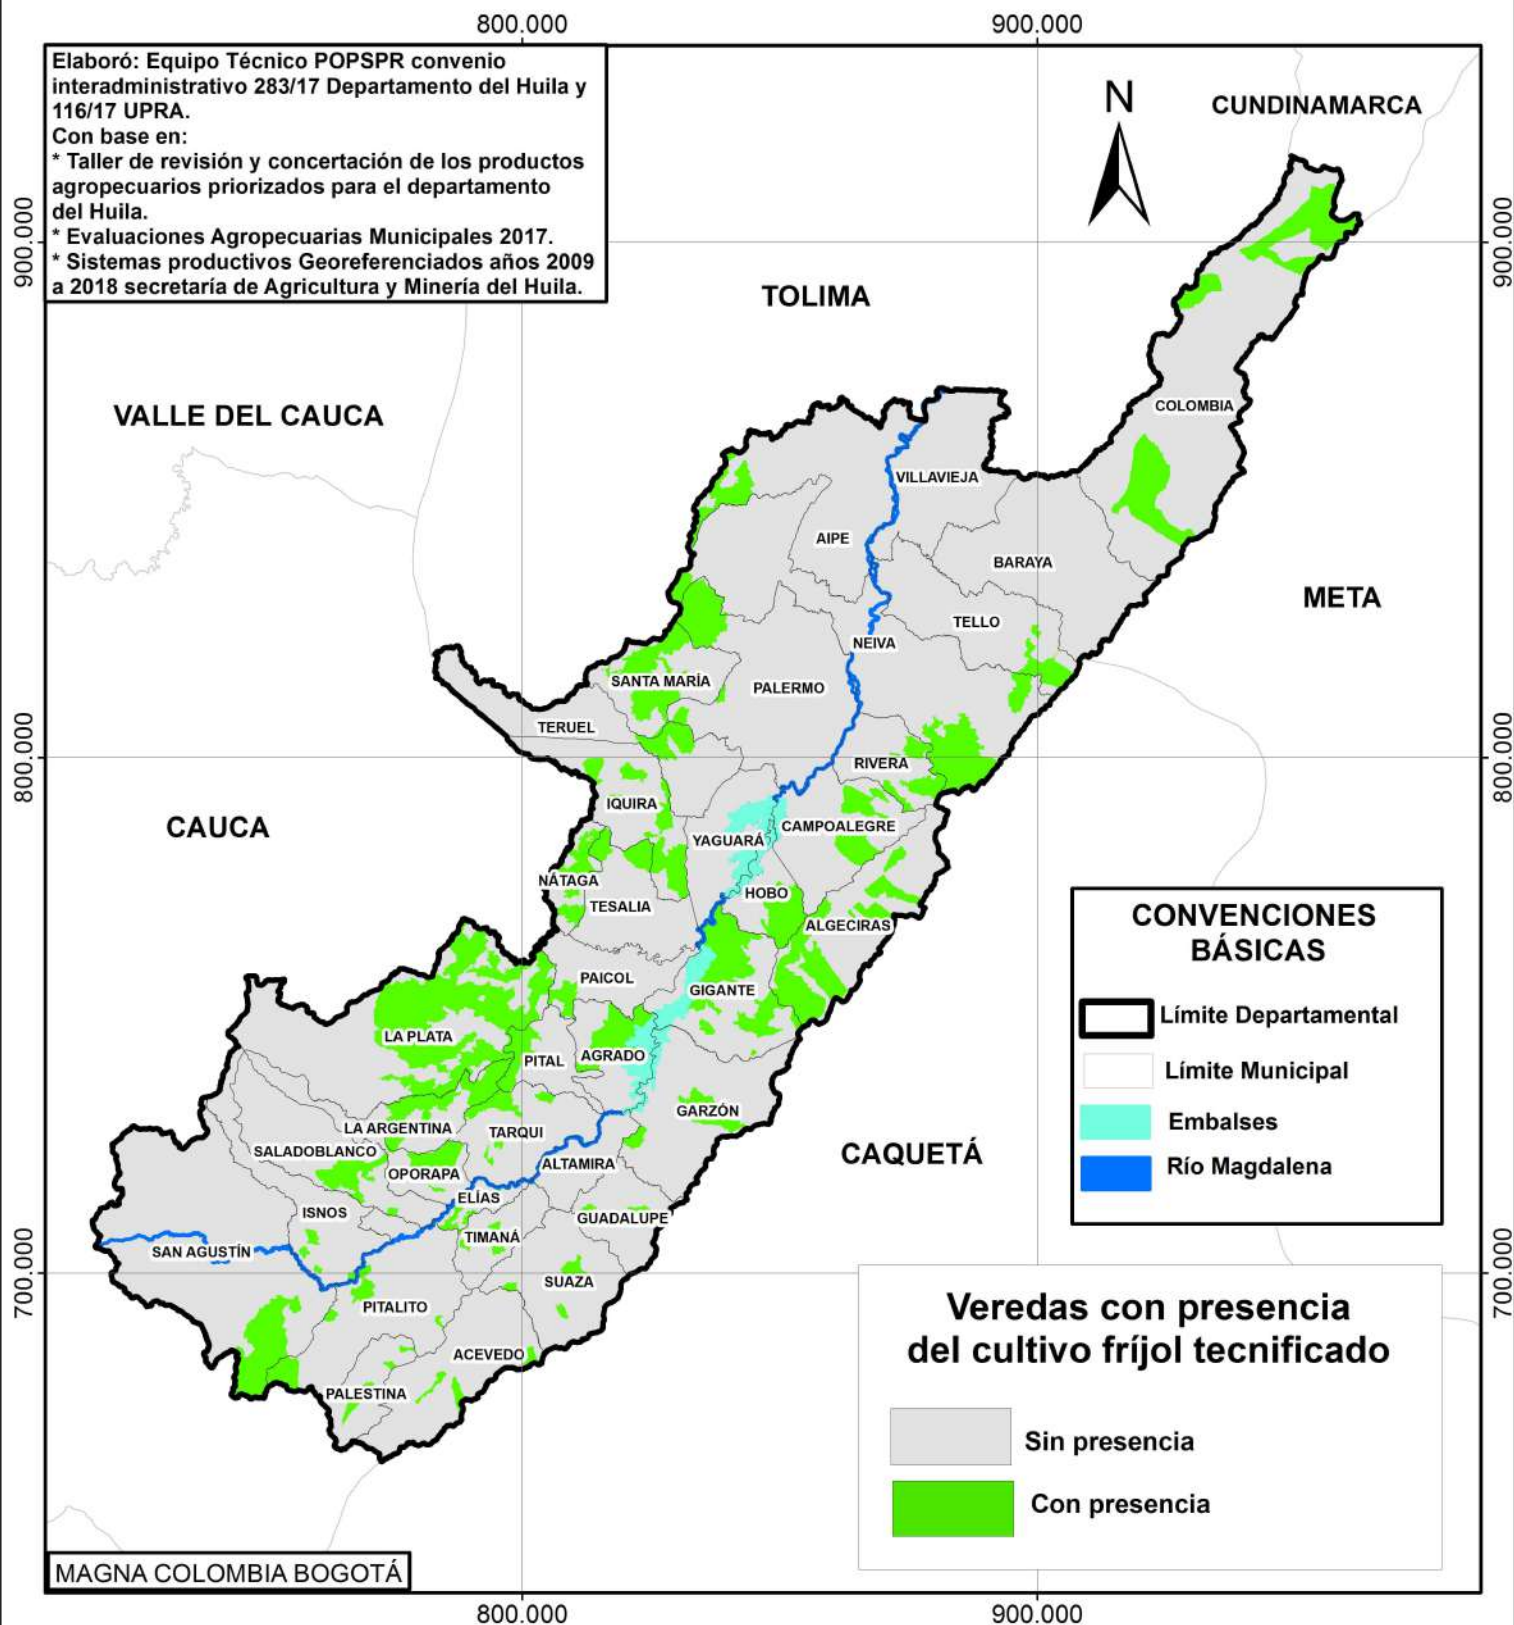 800.000
900.000
Elaboró: Equipo Técnico POPSPR convenio
interadministrativo 283/17 Departamento del Huila y
116/17 UPRA.
Con base en:
* Taller de revisión y concertación de los productos
agropecuarios priorizados para el departamento
del Huila.
* Evaluaciones Agropecuarias Municipales 2017.
* Sistemas productivos Georeferenciados años 2009
a 2018 secretaría de Agricultura y Minería del Huila.
N
CUNDINAMARCA
900.000
900.000
TOLIMA
VALLE DEL CAUCA
COLOMBIA
VILLAVIEJA
AIPE
BARAYA
META
TELLO
NEIVA
SANTA MARÍA
PALERMO
TERUEL
800.000
800.000
RIVERA
IQUIRA
CAUCA
CAMPOALEGRE
YAGUARÁ
NÁTAGA
HOBO
TESALIA
ALGECIRAS
PAICOL
GIGANTE
LA PLATA
PITAL
AGRADO
GARZÓN
LA ARGENTINA
TARQUI
SALADOBLANCO
CAQUETÁ
ALTAMIRA
OPORAPA
ELÍAS
ISNOS
GUADALUPE
TIMANÁ
SAN AGUSTÍN
700.000
700.000
SUAZA
PITALITO
ACEVEDO
PALESTINA
CONVENCIONES
BÁSICAS
Límite Departamental
Límite Municipal
Embalses
Río Magdalena
Veredas con presencia
del cultivo fríjol tecnificado
Sin presencia
Con presencia
MAGNA COLOMBIA BOGOTÁ
800.000
900.000